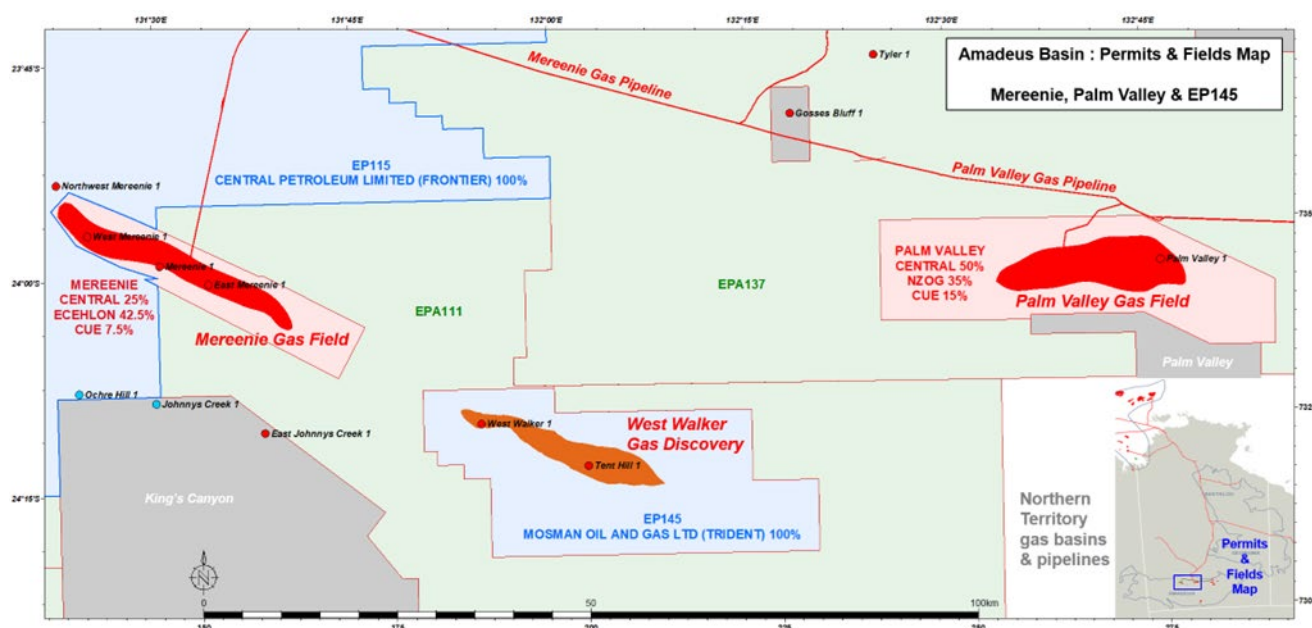 131°30'E
131°45'E
132°00'E
132°15'E
132°30'E
132°45'E
23°45'S
24°00'S
24°15'S
Amadeus Basin : Permits & Fields Map
Mereenie, Palm Valley & EP145
Tyler 1
Mereenie Gas Pipeline
Gosses Bluff 1
EP115
CENTRAL PETROLEUM LIMITED (FRONTIER) 100%
Northwest Mereenie 1
Palm Valley Gas Pipeline
738
West Mereenie 1
Mereenie 1
East Mereenie 1
MEREENIE
CENTRAL 25%
ECEHLON 42.5%
CUE 7.5%
Mereenie Gas Field
EPA111
EPA137
PALM VALLEY
CENTRAL 50%
NZOG 35%
CUE 15%
Palm Valley 1
Palm Valley Gas Field
Palm Valley
Ochre Hill 1
Johnnys Creek 1
East Johnnys Creek 1
732
West Walker 1
West Walker
Gas Discovery
Tent Hill 1
King's Canyon
EP145
MOSMAN OIL AND GAS LTD (TRIDENT) 100%
Northern
Territory
gas basins
& pipelines
Permits
&
Fields
Map
N
0
50
100km
730